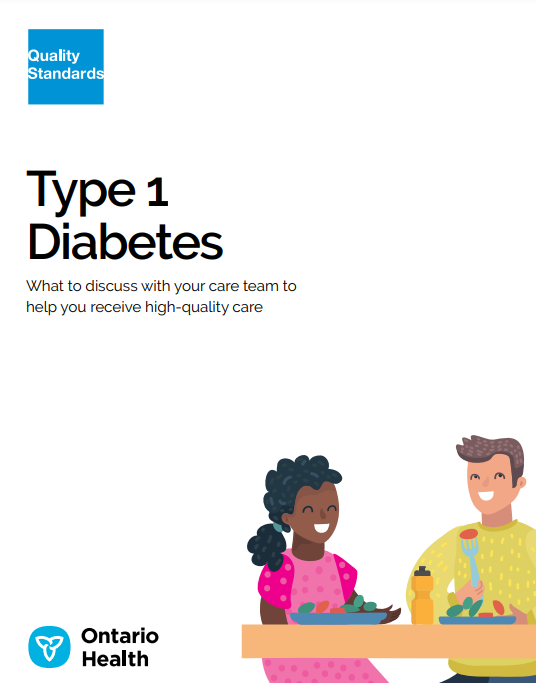 Quality
Standards
Type 1
Diabetes
What to discuss with your care team to
help you receive high-quality care
Ontario
Health